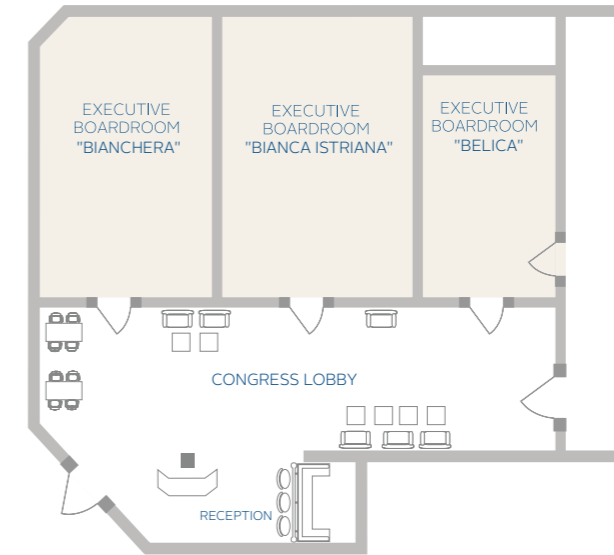 EXECUTIVE
BOARDROOM
"BIANCHERA"
EXECUTIVE
BOARDROOM
"BIANCA ISTRIANA"
EXECUTIVE
BOARDROOM
"BELICA"
CONGRESS LOBBY
RECEPTION